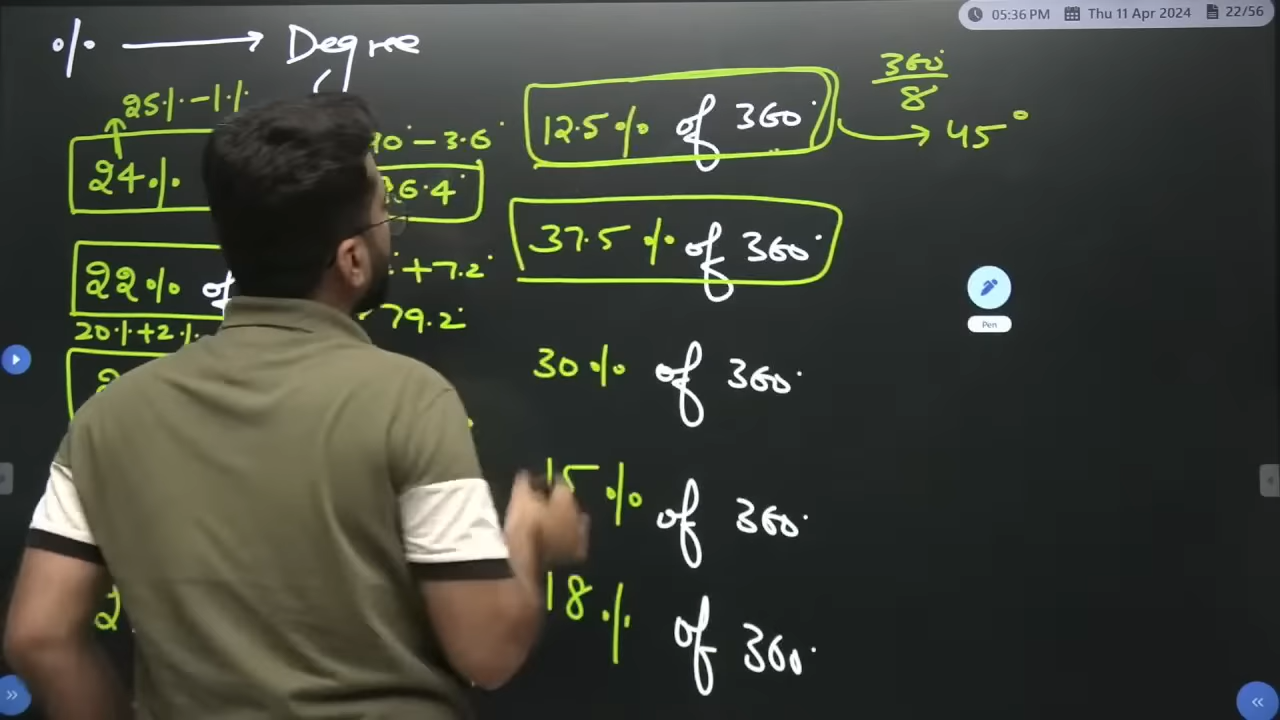 05:36 PM Thu 11 Apr 2024 22/56
% → Degree
25% - 1%
24%
- 3.6°
6.4°
22% of
+ 7.2°
20% + 2%
79.2°
12.5% of 360°
360°/8
→ 45°
37.5% of 360°
30% of 360°
15% of 360°
18% of 360°
Pen